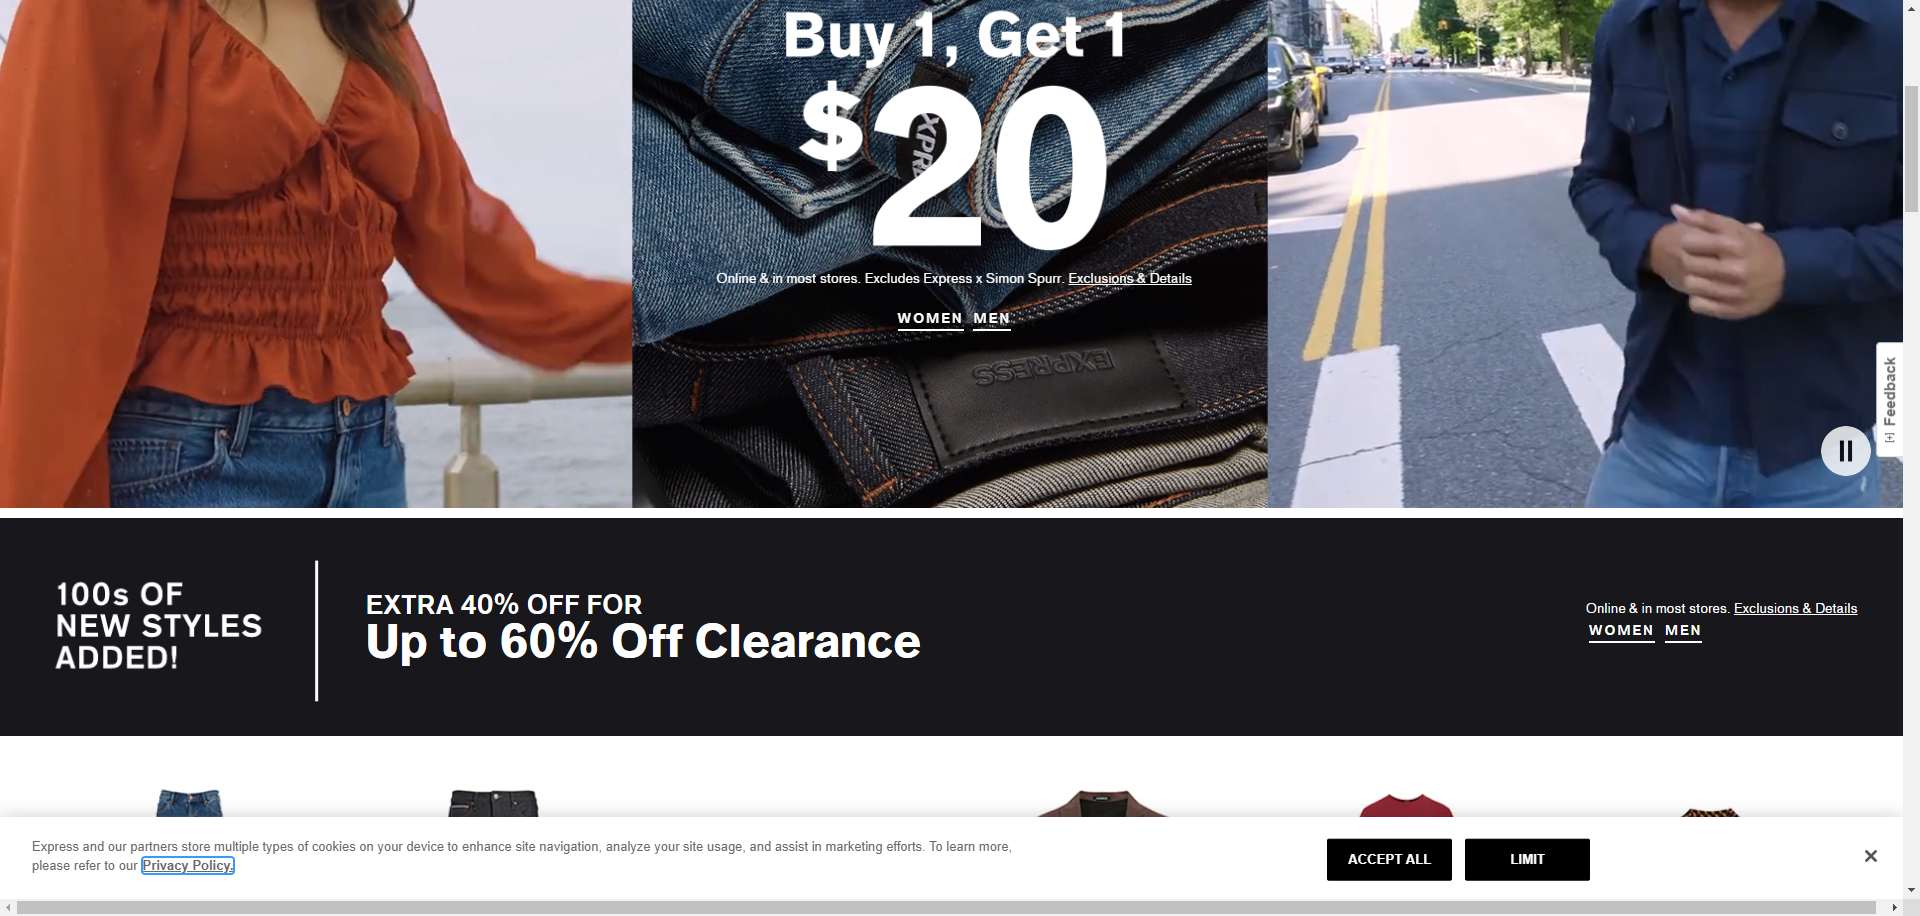 Buy 1, Get 1
$20
Online & in most stores. Excludes Express x Simon Spurr. Exclusions & Details
WOMEN MEN
EXPRESS
[+] Feedback
100s OF
NEW STYLES
ADDED!
EXTRA 40% OFF FOR
Up to 60% Off Clearance
Online & in most stores. Exclusions & Details
WOMEN MEN
Express and our partners store multiple types of cookies on your device to enhance site navigation, analyze your site usage, and assist in marketing efforts. To learn more,
please refer to our Privacy Policy.
ACCEPT ALL
LIMIT